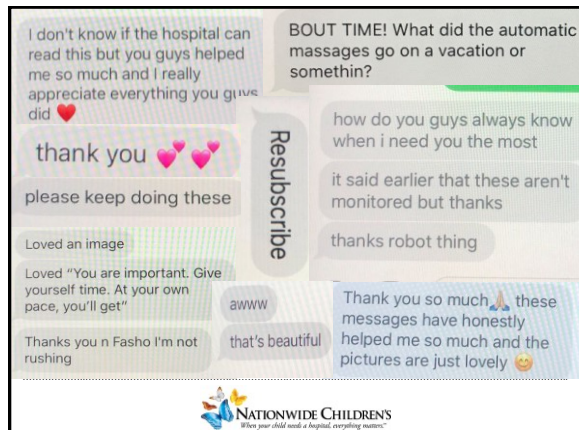 I don't know if the hospital can
read this but you guys helped
me so much and I really
appreciate everything you guys
did ❤️
BOUT TIME! What did the automatic
massages go on a vacation or
somethin?
thank you 💕 💕
please keep doing these
Resubscribe
how do you guys always know
when i need you the most
it said earlier that these aren't
monitored but thanks
thanks robot thing
Loved an image
Loved “You are important. Give
yourself time. At your own
pace, you'll get”
Thanks you n Fasho I'm not
rushing
awww
that's beautiful
Thank you so much🙏🏼 these
messages have honestly
helped me so much and the
pictures are just lovely 😊
NATIONWIDE CHILDREN'S
When your child needs a hospital, everything matters.™